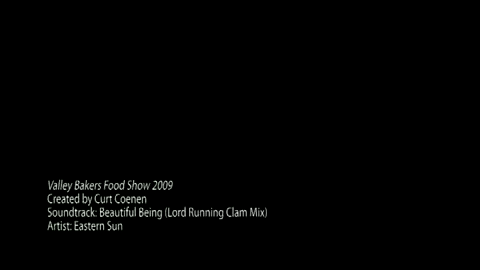 Valley Bakers Food Show 2009
Created by Curt Coenen
Soundtrack: Beautiful Being (Lord Running Clam Mix)
Artist: Eastern Sun